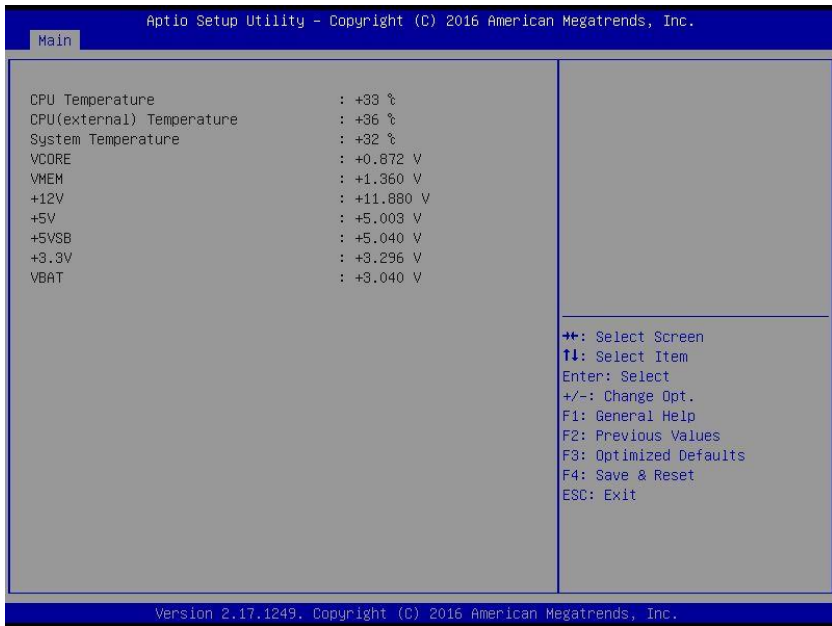 Aptio Setup Utility – Copyright (C) 2016 American Megatrends, Inc.
Main
CPU Temperature : +33 ℃
CPU(external) Temperature : +36 ℃
System Temperature : +32 ℃
VCORE : +0.872 V
VMEM : +1.360 V
+12V : +11.880 V
+5V : +5.003 V
+5VSB : +5.040 V
+3.3V : +3.296 V
VBAT : +3.040 V
→←: Select Screen
↑↓: Select Item
Enter: Select
+/-: Change Opt.
F1: General Help
F2: Previous Values
F3: Optimized Defaults
F4: Save & Reset
ESC: Exit
Version 2.17.1249. Copyright (C) 2016 American Megatrends, Inc.